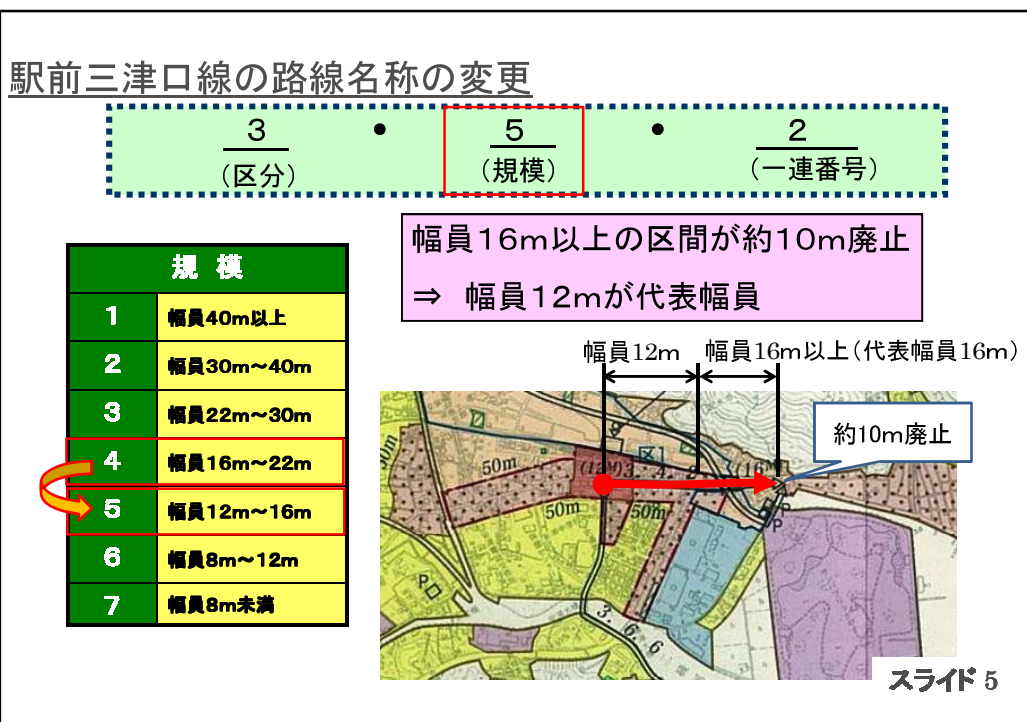 駅前三津口線の路線名称の変更
3 ・ 5 ・ 2
(区分) (規模) (一連番号)
幅員16m以上の区間が約10m廃止
⇒ 幅員12mが代表幅員
規 模
1 幅員40m以上
2 幅員30m～40m
3 幅員22m～30m
4 幅員16m～22m
5 幅員12m～16m
6 幅員8m～12m
7 幅員8m未満
幅員12m 幅員16m以上(代表幅員16m)
約10m廃止
50m
50m
50m
50m
P
P
P
3.6.6
スライド 5